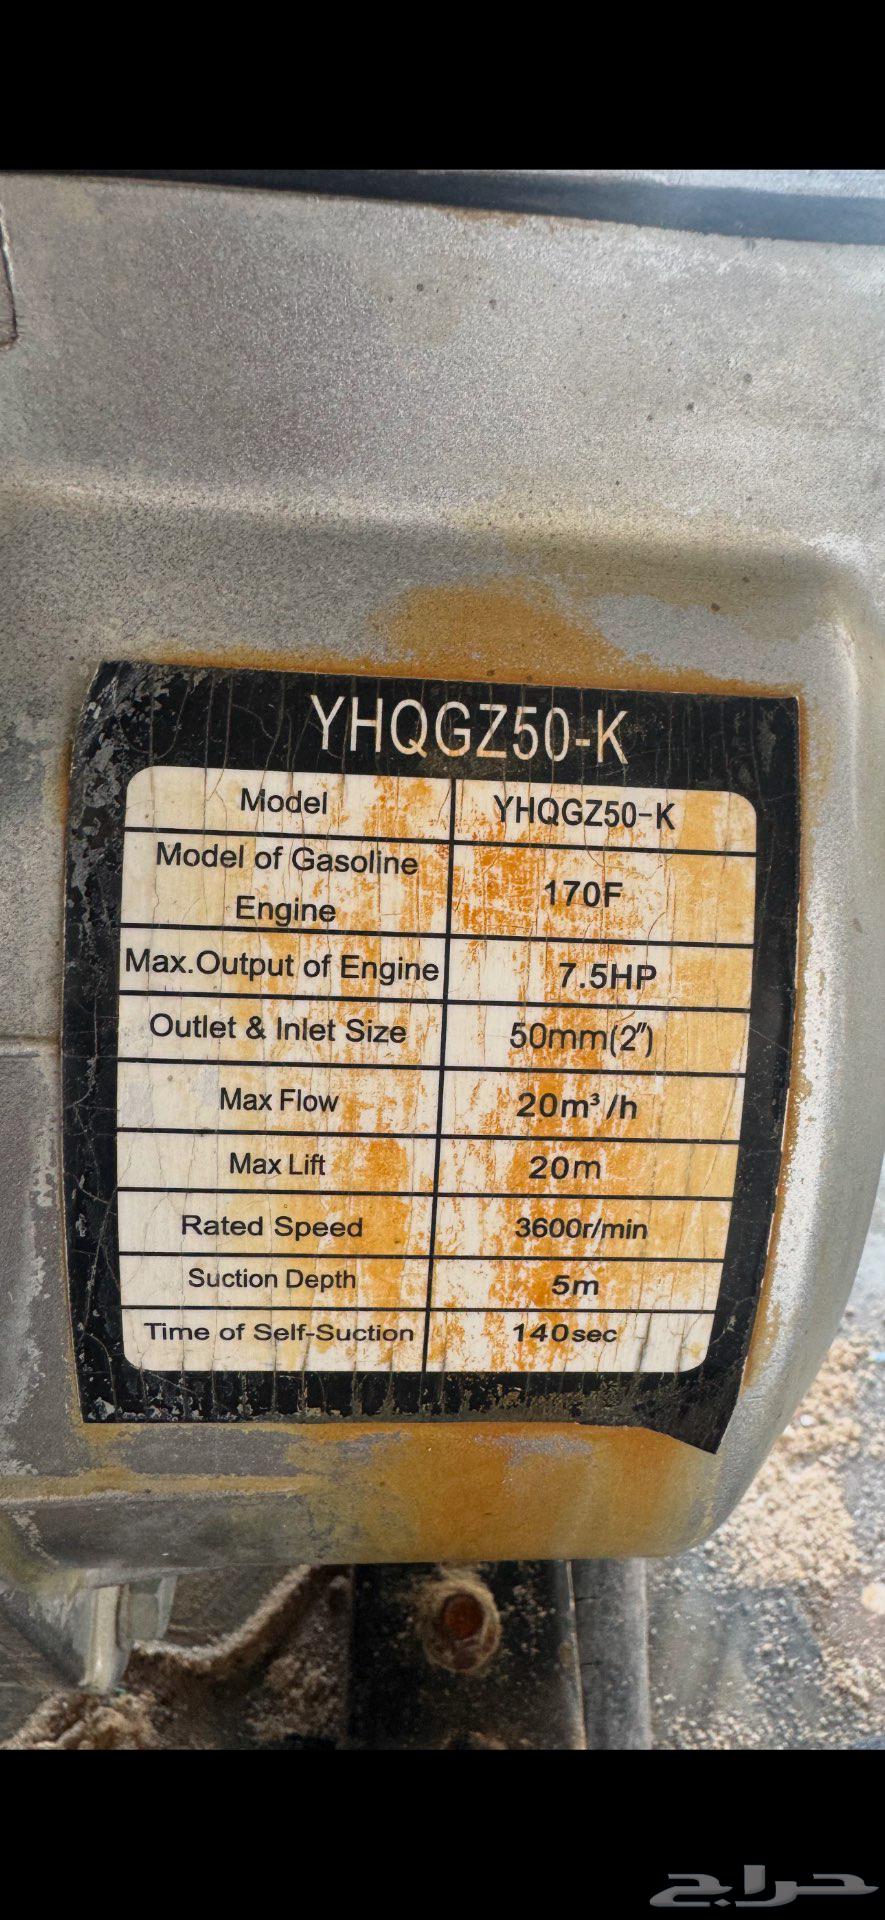 YHQGZ50-K
Model YHQGZ50-K
Model of Gasoline
Engine 170F
Max.Output of Engine 7.5HP
Outlet & Inlet Size 50mm(2")
Max Flow 20m³/h
Max Lift 20m
Rated Speed 3600r/min
Suction Depth 5m
Time of Self-Suction 140sec
حراج